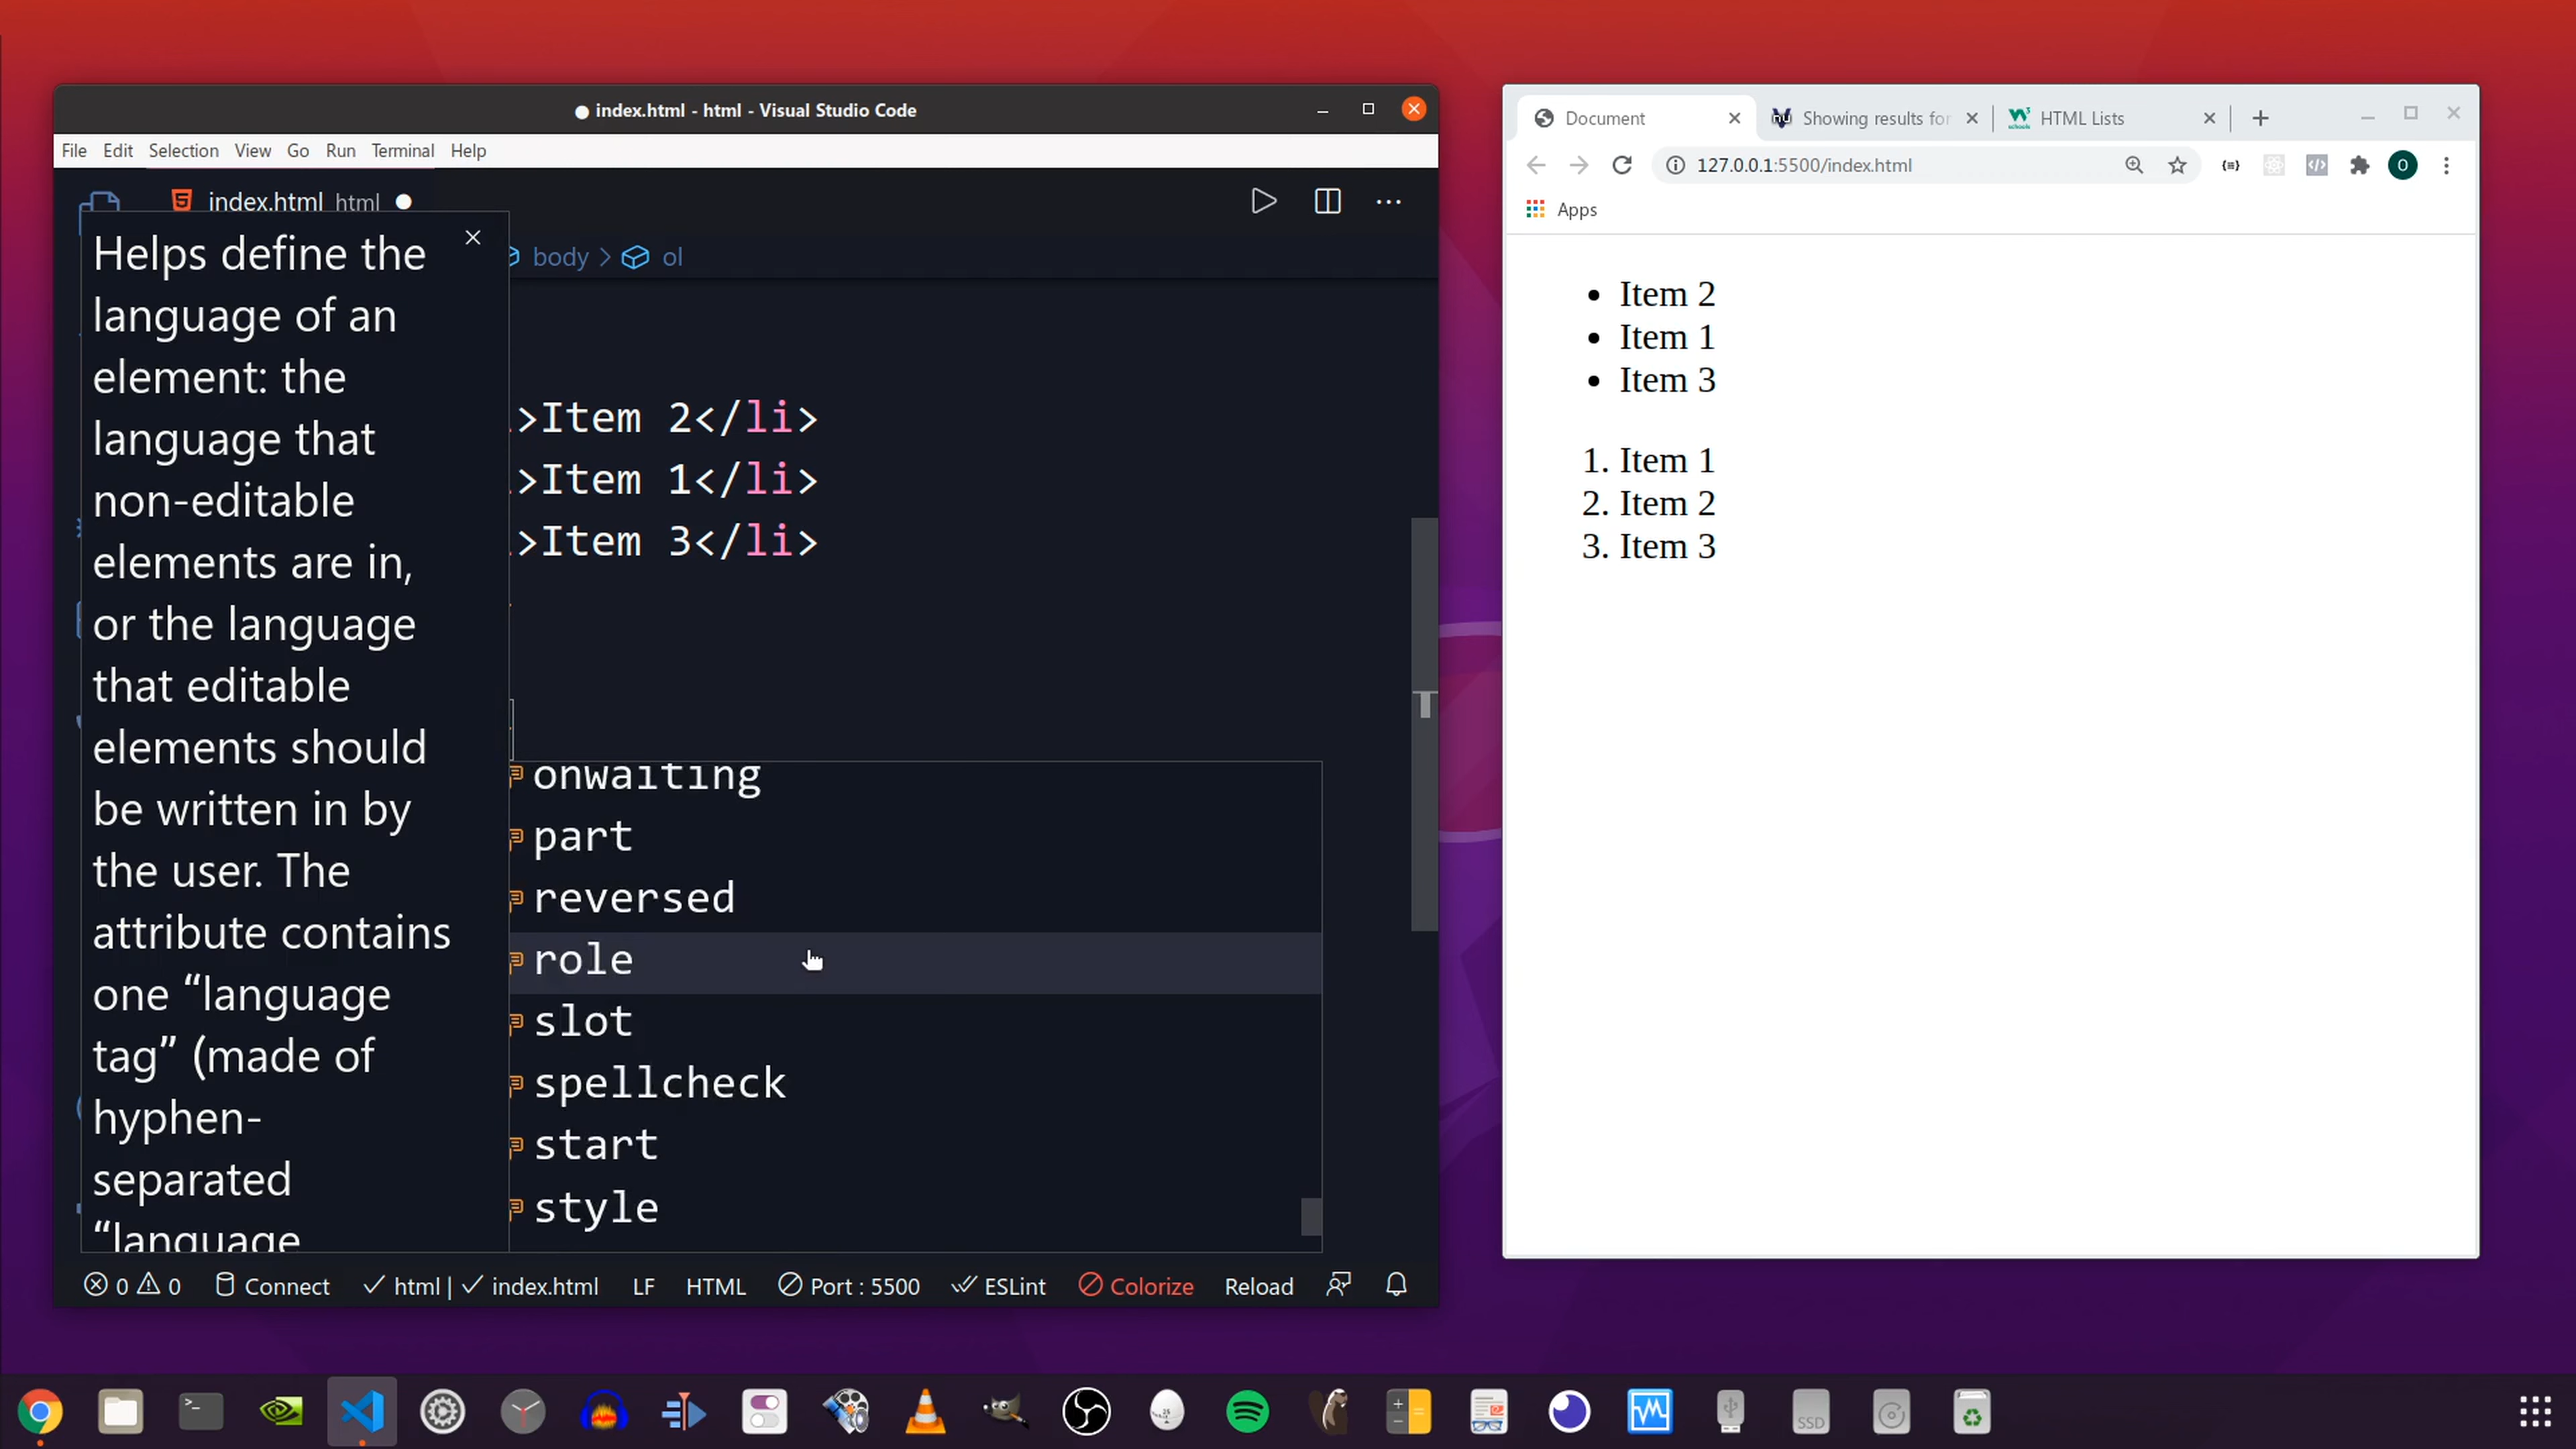 index.html - html - Visual Studio Code
File Edit Selection View Go Run Terminal Help
index.html html
body > ol
Helps define the
language of an
element: the
language that
non-editable
elements are in,
or the language
that editable
elements should
be written in by
the user. The
attribute contains
one “language
tag” (made of
hyphen-
separated
“language
>Item 2</li>
>Item 1</li>
>Item 3</li>
onwaiting
part
reversed
role
slot
spellcheck
start
style
0 0 Connect html | index.html LF HTML Port : 5500 ESLint Colorize Reload
Document Showing results for HTML Lists
127.0.0.1:5500/index.html
O
Apps
• Item 2
• Item 1
• Item 3
1. Item 1
2. Item 2
3. Item 3
SSD